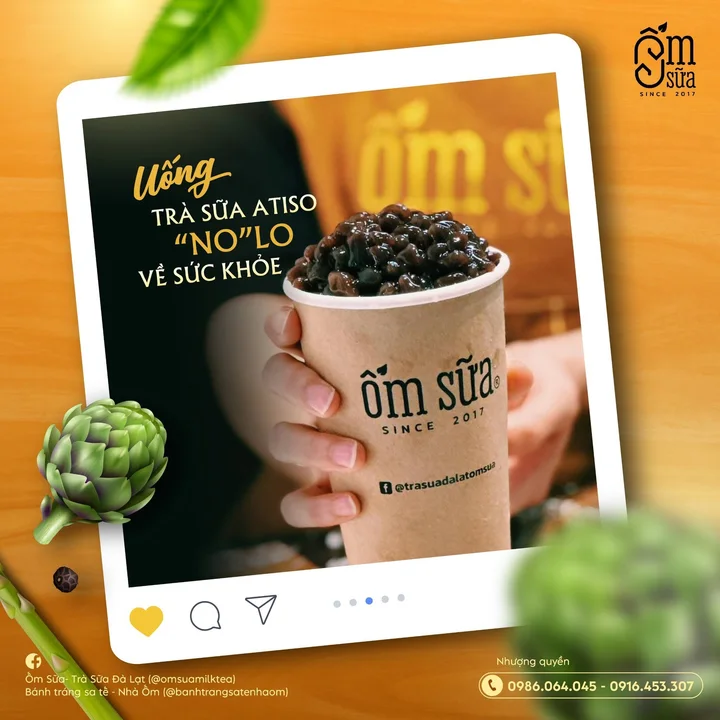 ốm
sữa
SINCE 2017
Uống
TRÀ SỮA ATISO
“NO”LO
VỀ SỨC KHỎE
ốm sữ
ốm sữa®
SINCE 2017
@trasuadalatomsua
Ốm Sữa- Trà Sữa Đà Lạt (@omsuamilktea)
Bánh tráng sa tế - Nhà Ốm (@banhtrangsatenhaom)
Nhượng quyền
0986.064.045 - 0916.453.307